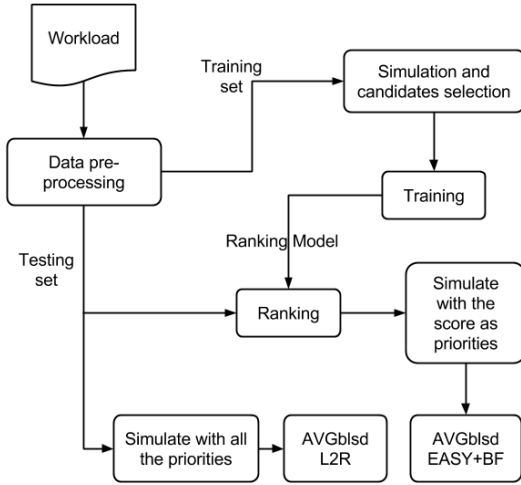 Workload
Training
set
Simulation and
candidates selection
Data pre-
processing
Training
Ranking Model
Testing
set
Ranking
Simulate
with the
score as
priorities
Simulate with all
the priorities
AVGblsd
L2R
AVGblsd
EASY+BF